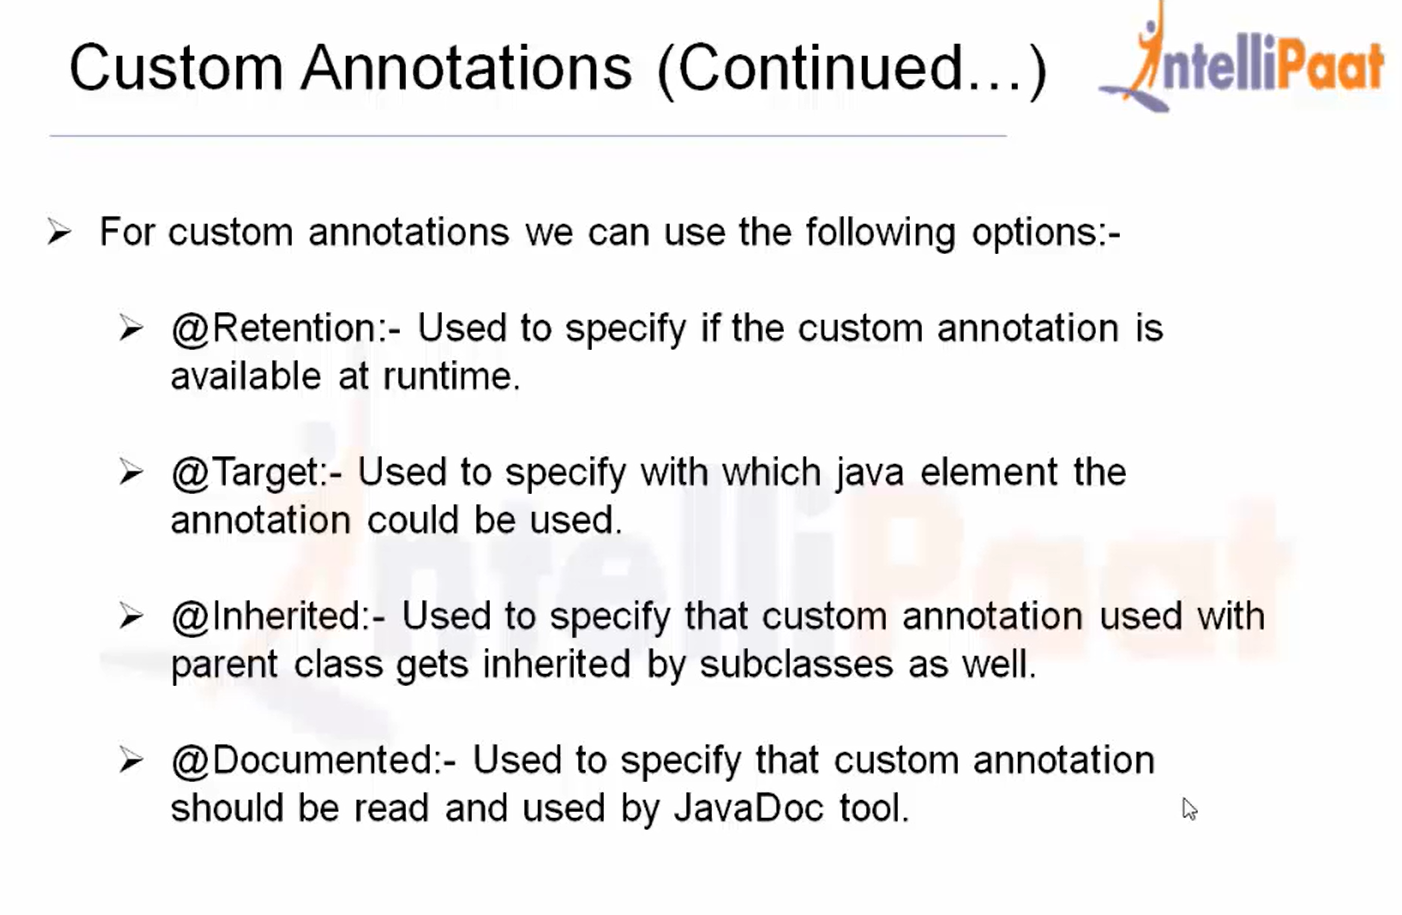 Custom Annotations (Continued…)
IntelliPaat
For custom annotations we can use the following options:-
@Retention:- Used to specify if the custom annotation is
available at runtime.
@Target:- Used to specify with which java element the
annotation could be used.
@Inherited:- Used to specify that custom annotation used with
parent class gets inherited by subclasses as well.
@Documented:- Used to specify that custom annotation
should be read and used by JavaDoc tool.
IntelliPaat